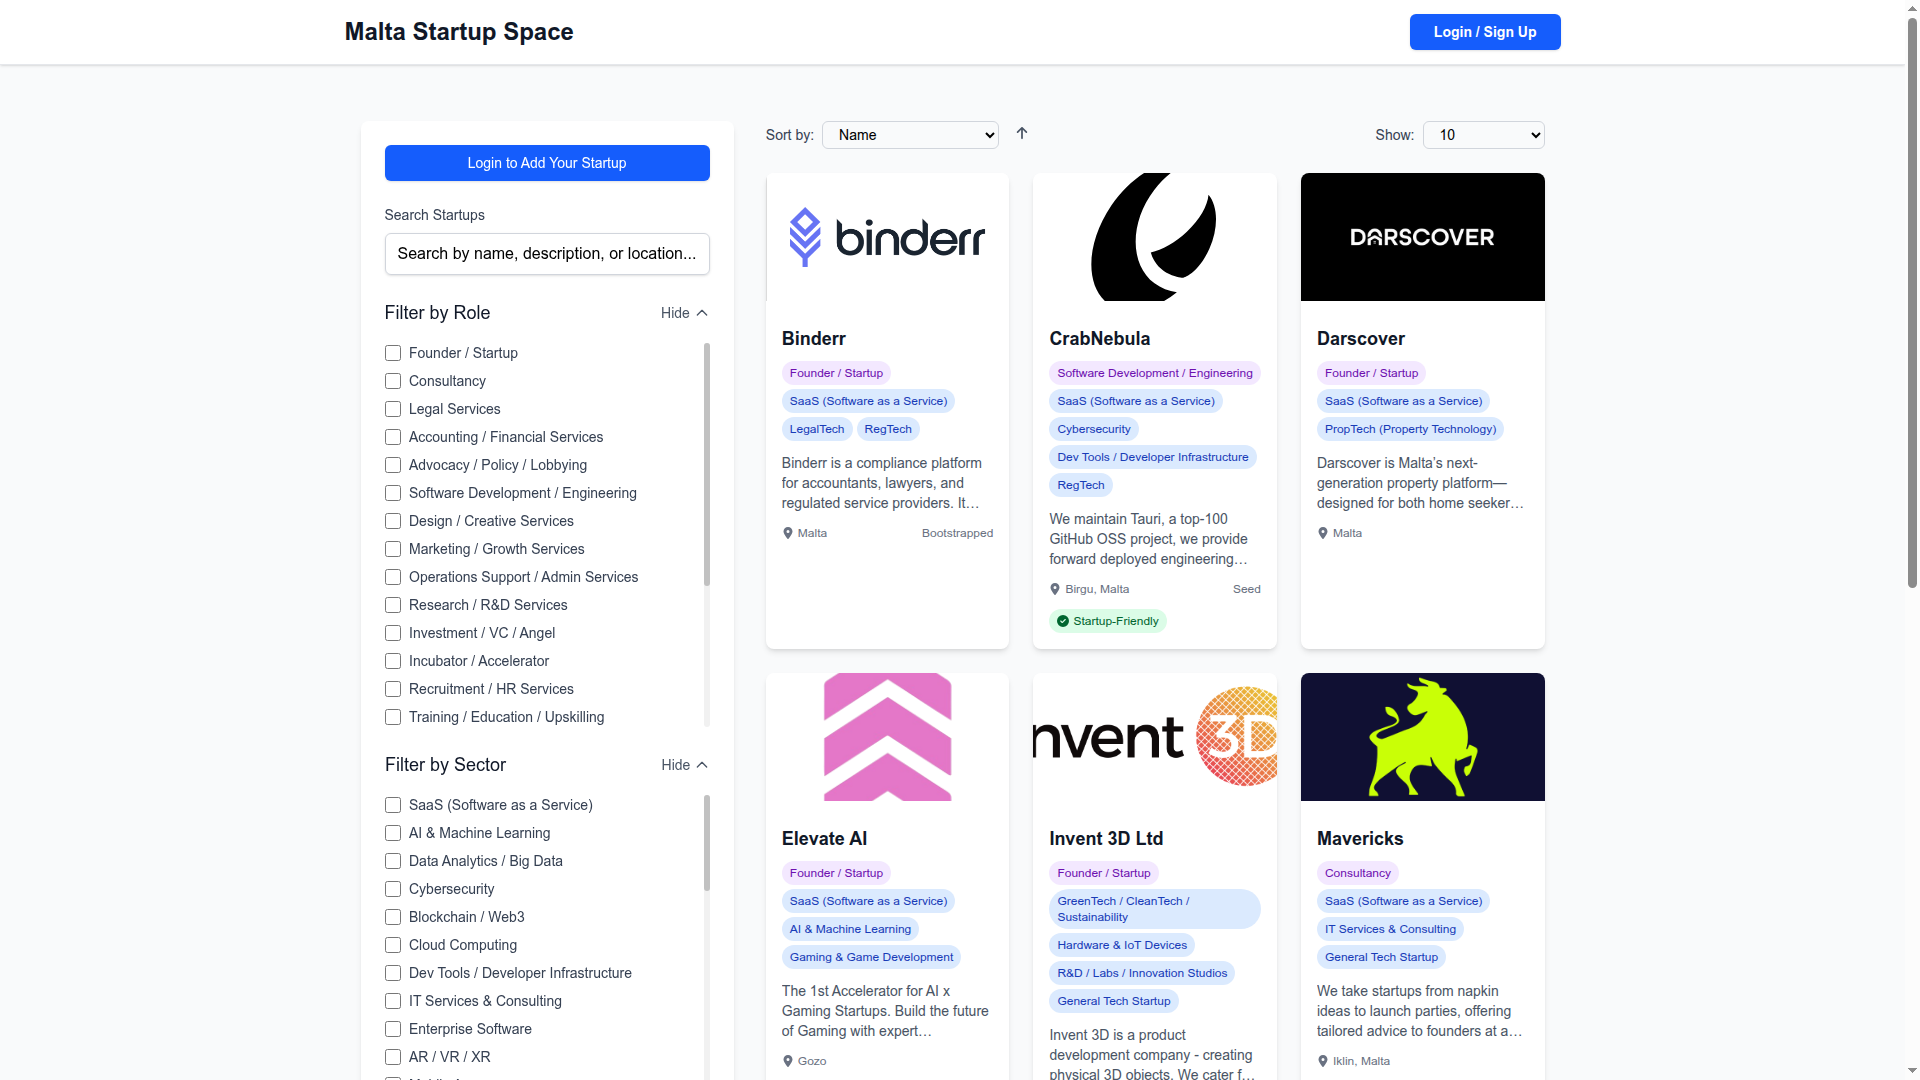 Malta Startup Space
Login / Sign Up
Login to Add Your Startup
Search Startups
Search by name, description, or location...
Filter by Role
Hide
Founder / Startup
Consultancy
Legal Services
Accounting / Financial Services
Advocacy / Policy / Lobbying
Software Development / Engineering
Design / Creative Services
Marketing / Growth Services
Operations Support / Admin Services
Research / R&D Services
Investment / VC / Angel
Incubator / Accelerator
Recruitment / HR Services
Training / Education / Upskilling
Filter by Sector
Hide
SaaS (Software as a Service)
AI & Machine Learning
Data Analytics / Big Data
Cybersecurity
Blockchain / Web3
Cloud Computing
Dev Tools / Developer Infrastructure
IT Services & Consulting
Enterprise Software
AR / VR / XR
Sort by:
Name
Show:
10
binderr
Binderr
Founder / Startup
SaaS (Software as a Service)
LegalTech
RegTech
Binderr is a compliance platform
for accountants, lawyers, and
regulated service providers. It...
Malta
Bootstrapped
CrabNebula
Software Development / Engineering
SaaS (Software as a Service)
Cybersecurity
Dev Tools / Developer Infrastructure
RegTech
We maintain Tauri, a top-100
GitHub OSS project, we provide
forward deployed engineering...
Birgu, Malta
Seed
Startup-Friendly
DARSCOVER
Darscover
Founder / Startup
SaaS (Software as a Service)
PropTech (Property Technology)
Darscover is Malta's next-
generation property platform—
designed for both home seeker...
Malta
Elevate AI
Founder / Startup
SaaS (Software as a Service)
AI & Machine Learning
Gaming & Game Development
The 1st Accelerator for AI x
Gaming Startups. Build the future
of Gaming with expert...
Gozo
nvent 3D
Invent 3D Ltd
Founder / Startup
GreenTech / CleanTech /
Sustainability
Hardware & IoT Devices
R&D / Labs / Innovation Studios
General Tech Startup
Invent 3D is a product
development company - creating
physical 3D objects. We cater f...
Mavericks
Consultancy
SaaS (Software as a Service)
IT Services & Consulting
General Tech Startup
We take startups from napkin
ideas to launch parties, offering
tailored advice to founders at a...
Iklin, Malta